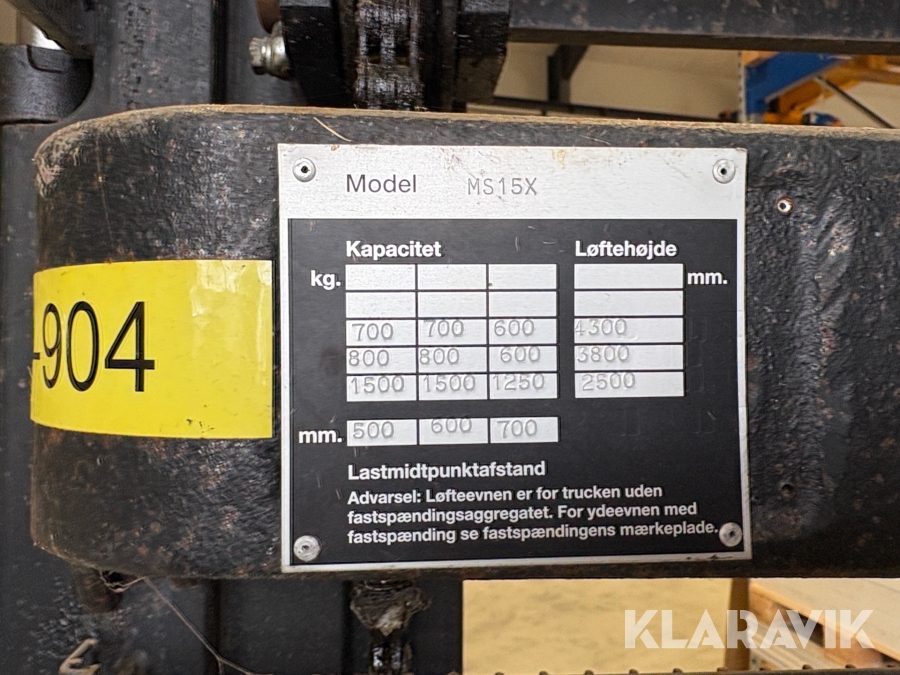 Model MS15X
Kapacitet Løftehøjde
kg. mm.
700 700 600 4300
800 800 600 3800
1500 1500 1250 2500
mm. 500 600 700
Lastmidtpunktafstand
Advarsel: Løfteevnen er for trucken uden
fastspændingsaggregatet. For ydeevnen med
fastspænding se fastspændingens mærkeplade.
-904
KLARAVIK